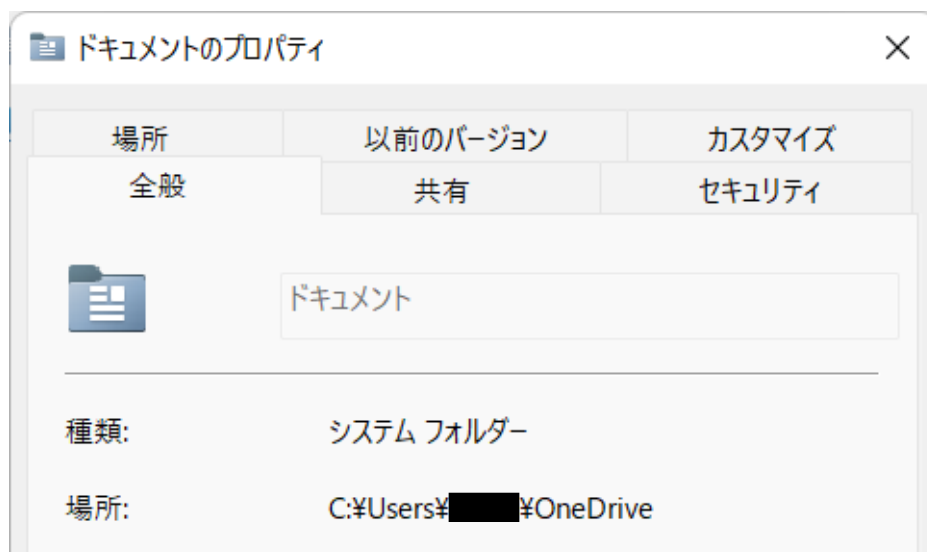 ドキュメントのプロパティ
場所 以前のバージョン カスタマイズ
全般 共有 セキュリティ
ドキュメント
種類: システム フォルダー
場所: C:¥Users¥ ¥OneDrive